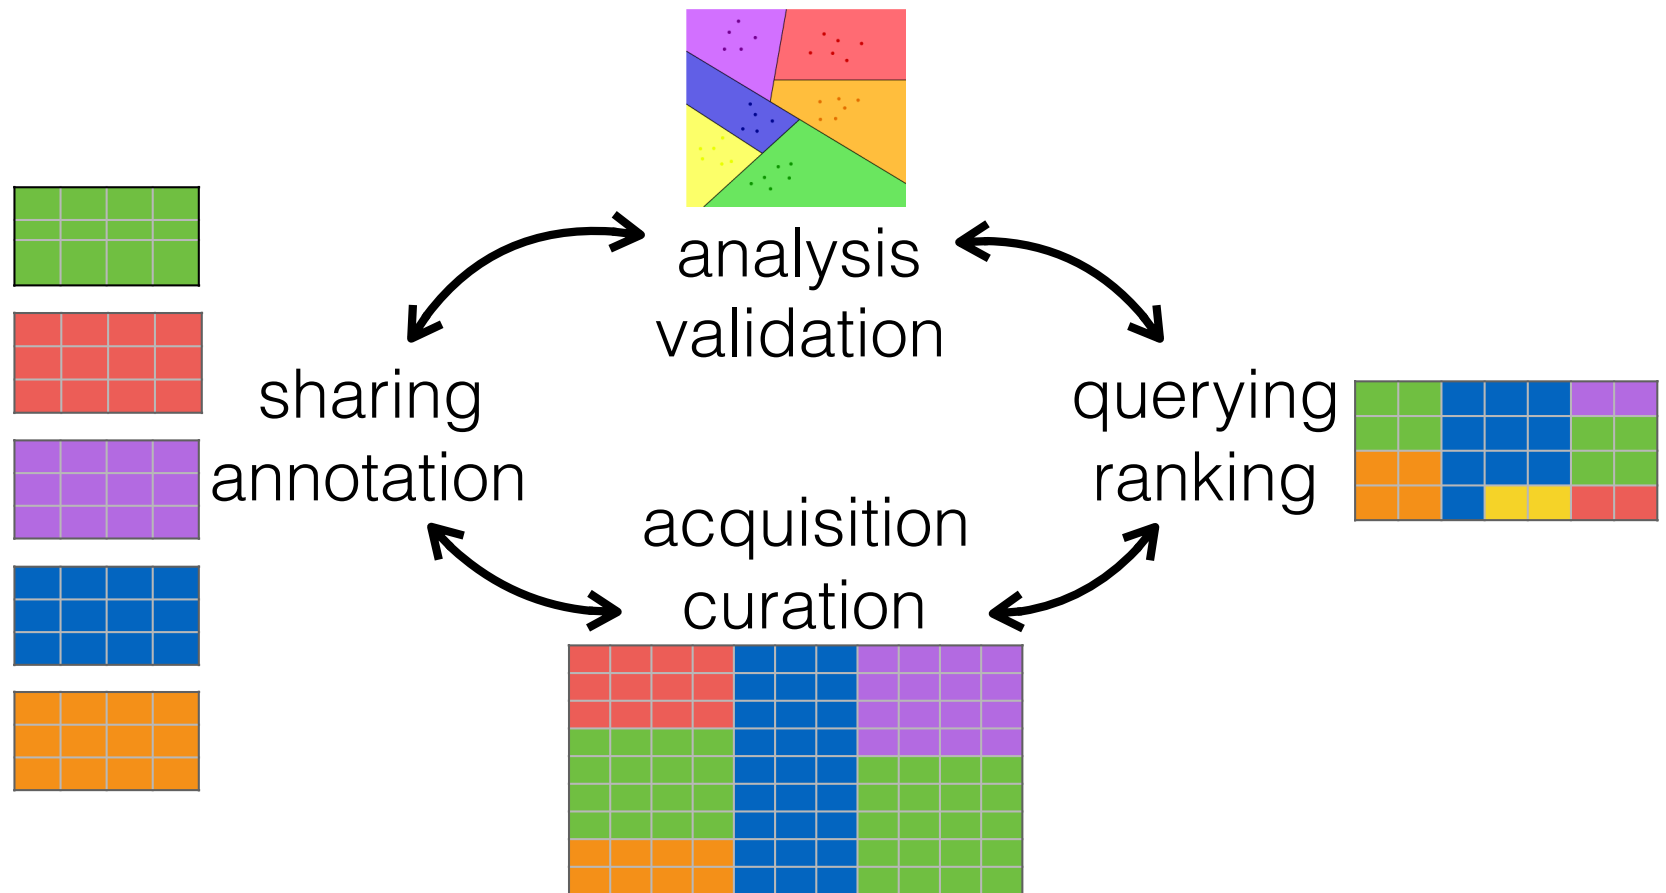 analysis
validation
sharing
annotation
querying
ranking
acquisition
curation